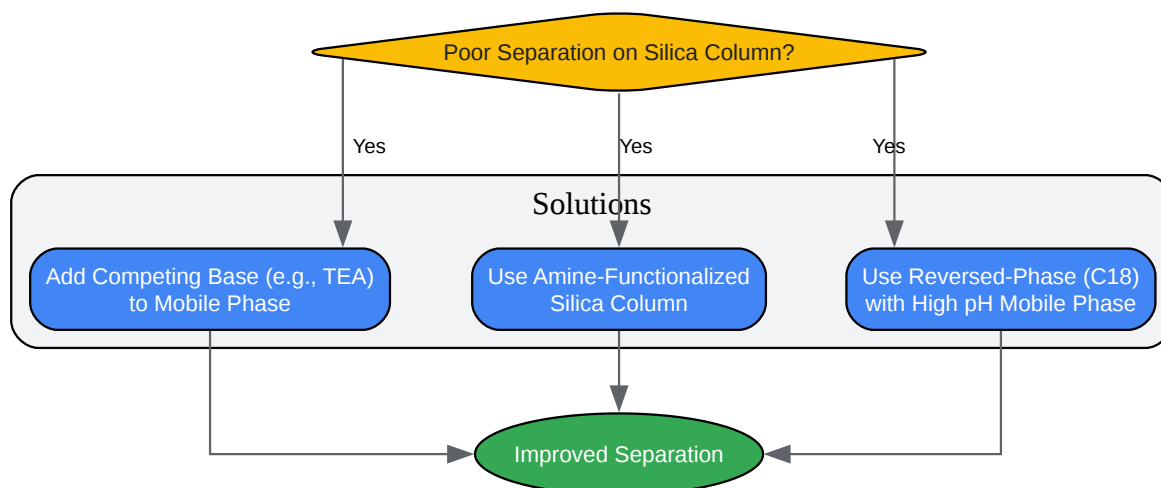 Poor Separation on Silica Column?
Yes
Yes
Yes
Solutions
Add Competing Base (e.g., TEA)
to Mobile Phase
Use Amine-Functionalized
Silica Column
Use Reversed-Phase (C18)
with High pH Mobile Phase
Improved Separation